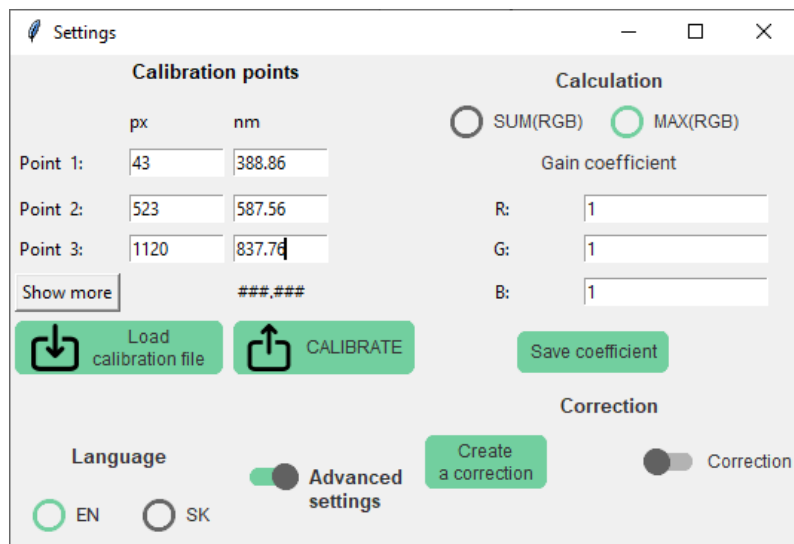 Settings
Calibration points
px nm
Point 1: 43 388.86
Point 2: 523 587.56
Point 3: 1120 837.76
Show more ###.###
Load
calibration file
CALIBRATE
Calculation
SUM(RGB) MAX(RGB)
Gain coefficient
R: 1
G: 1
B: 1
Save coefficient
Correction
Create
a correction
Correction
Language
EN SK
Advanced
settings